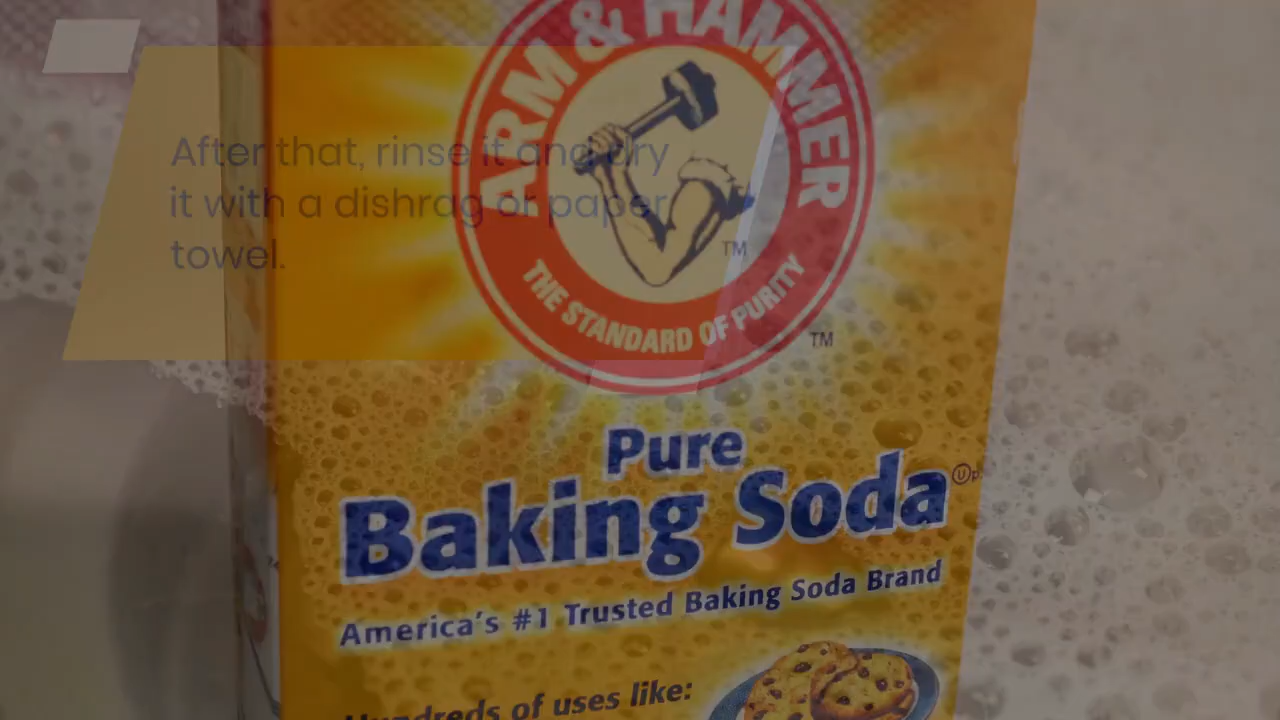 ARM & HAMMER
After that, rinse it and dry
it with a dishrag or paper
towel.
TM
THE STANDARD OF PURITY
TM
Pure
Baking Soda
U P
America's #1 Trusted Baking Soda Brand
Hundreds of uses like: